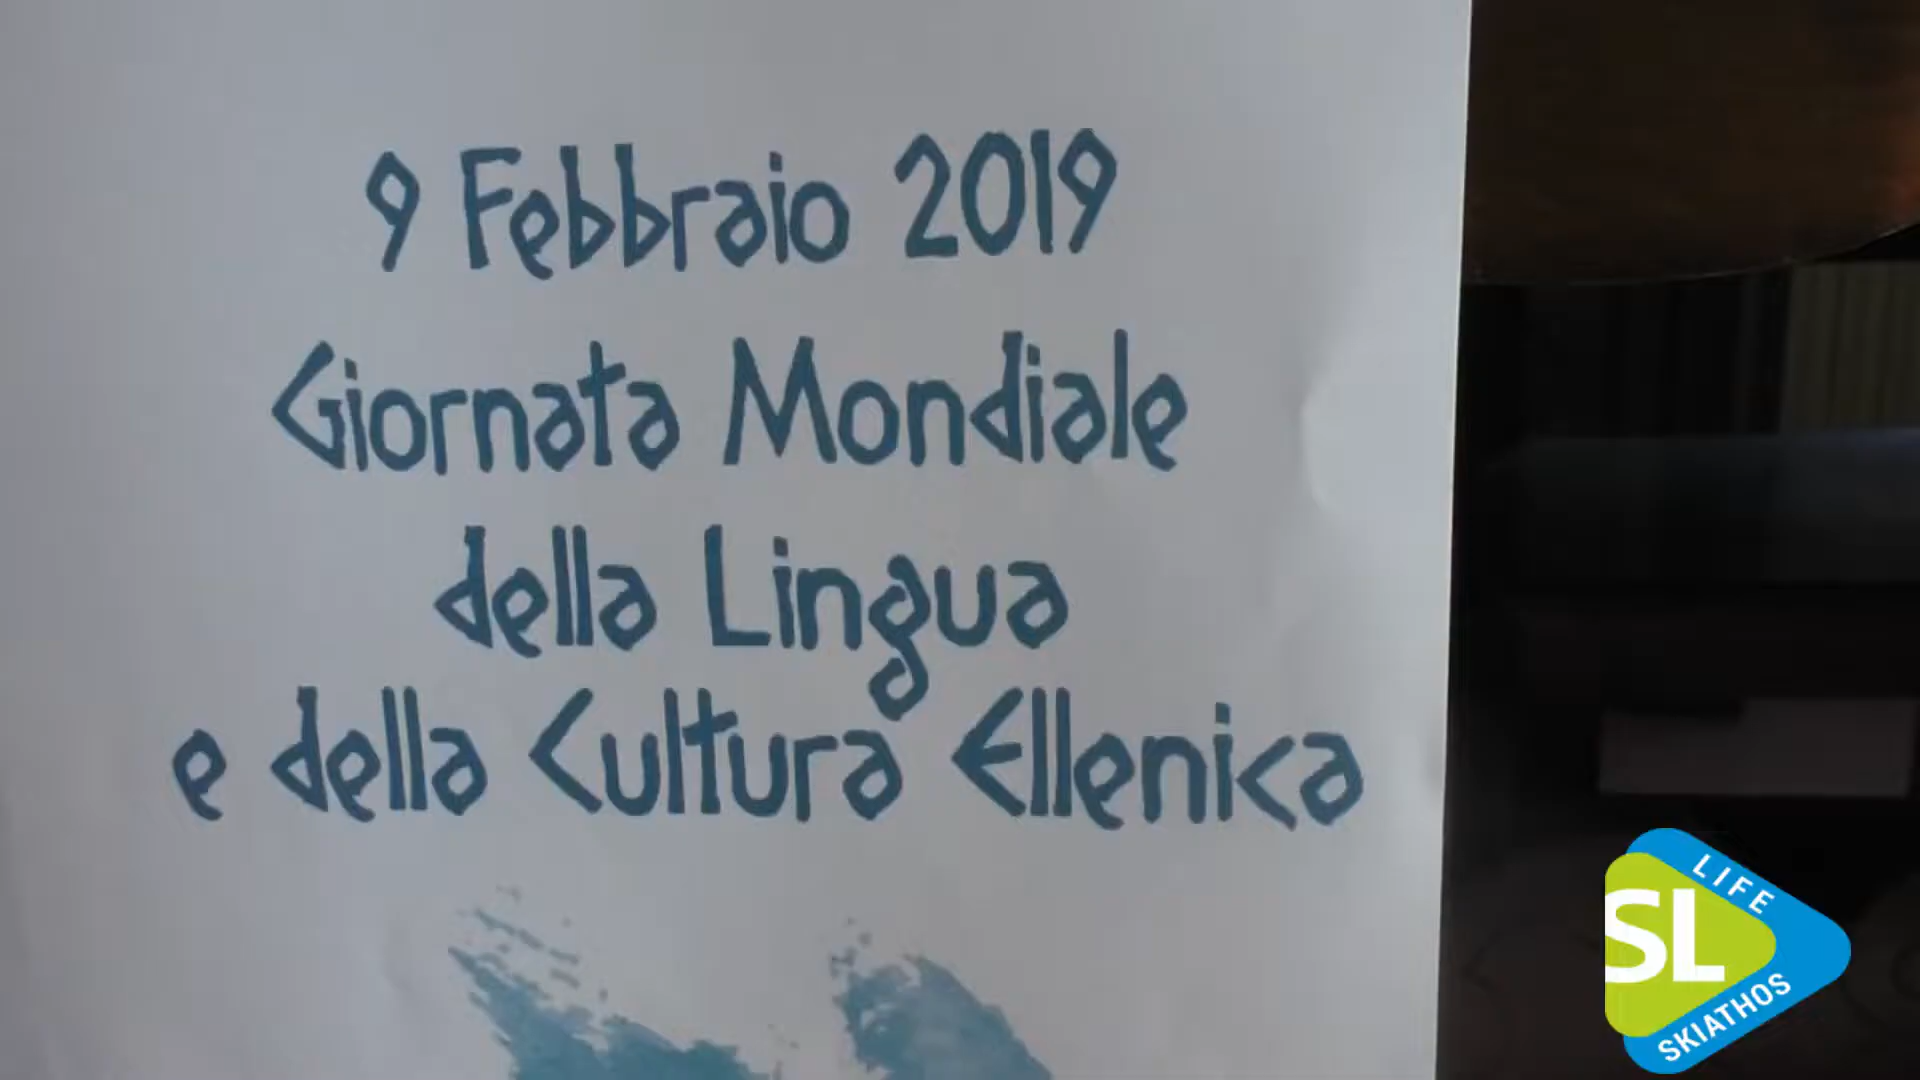 9 Febbraio 2019
Giornata Mondiale
della Lingua
e della Cultura Ellenica
LIFE
SL
SKIATHOS